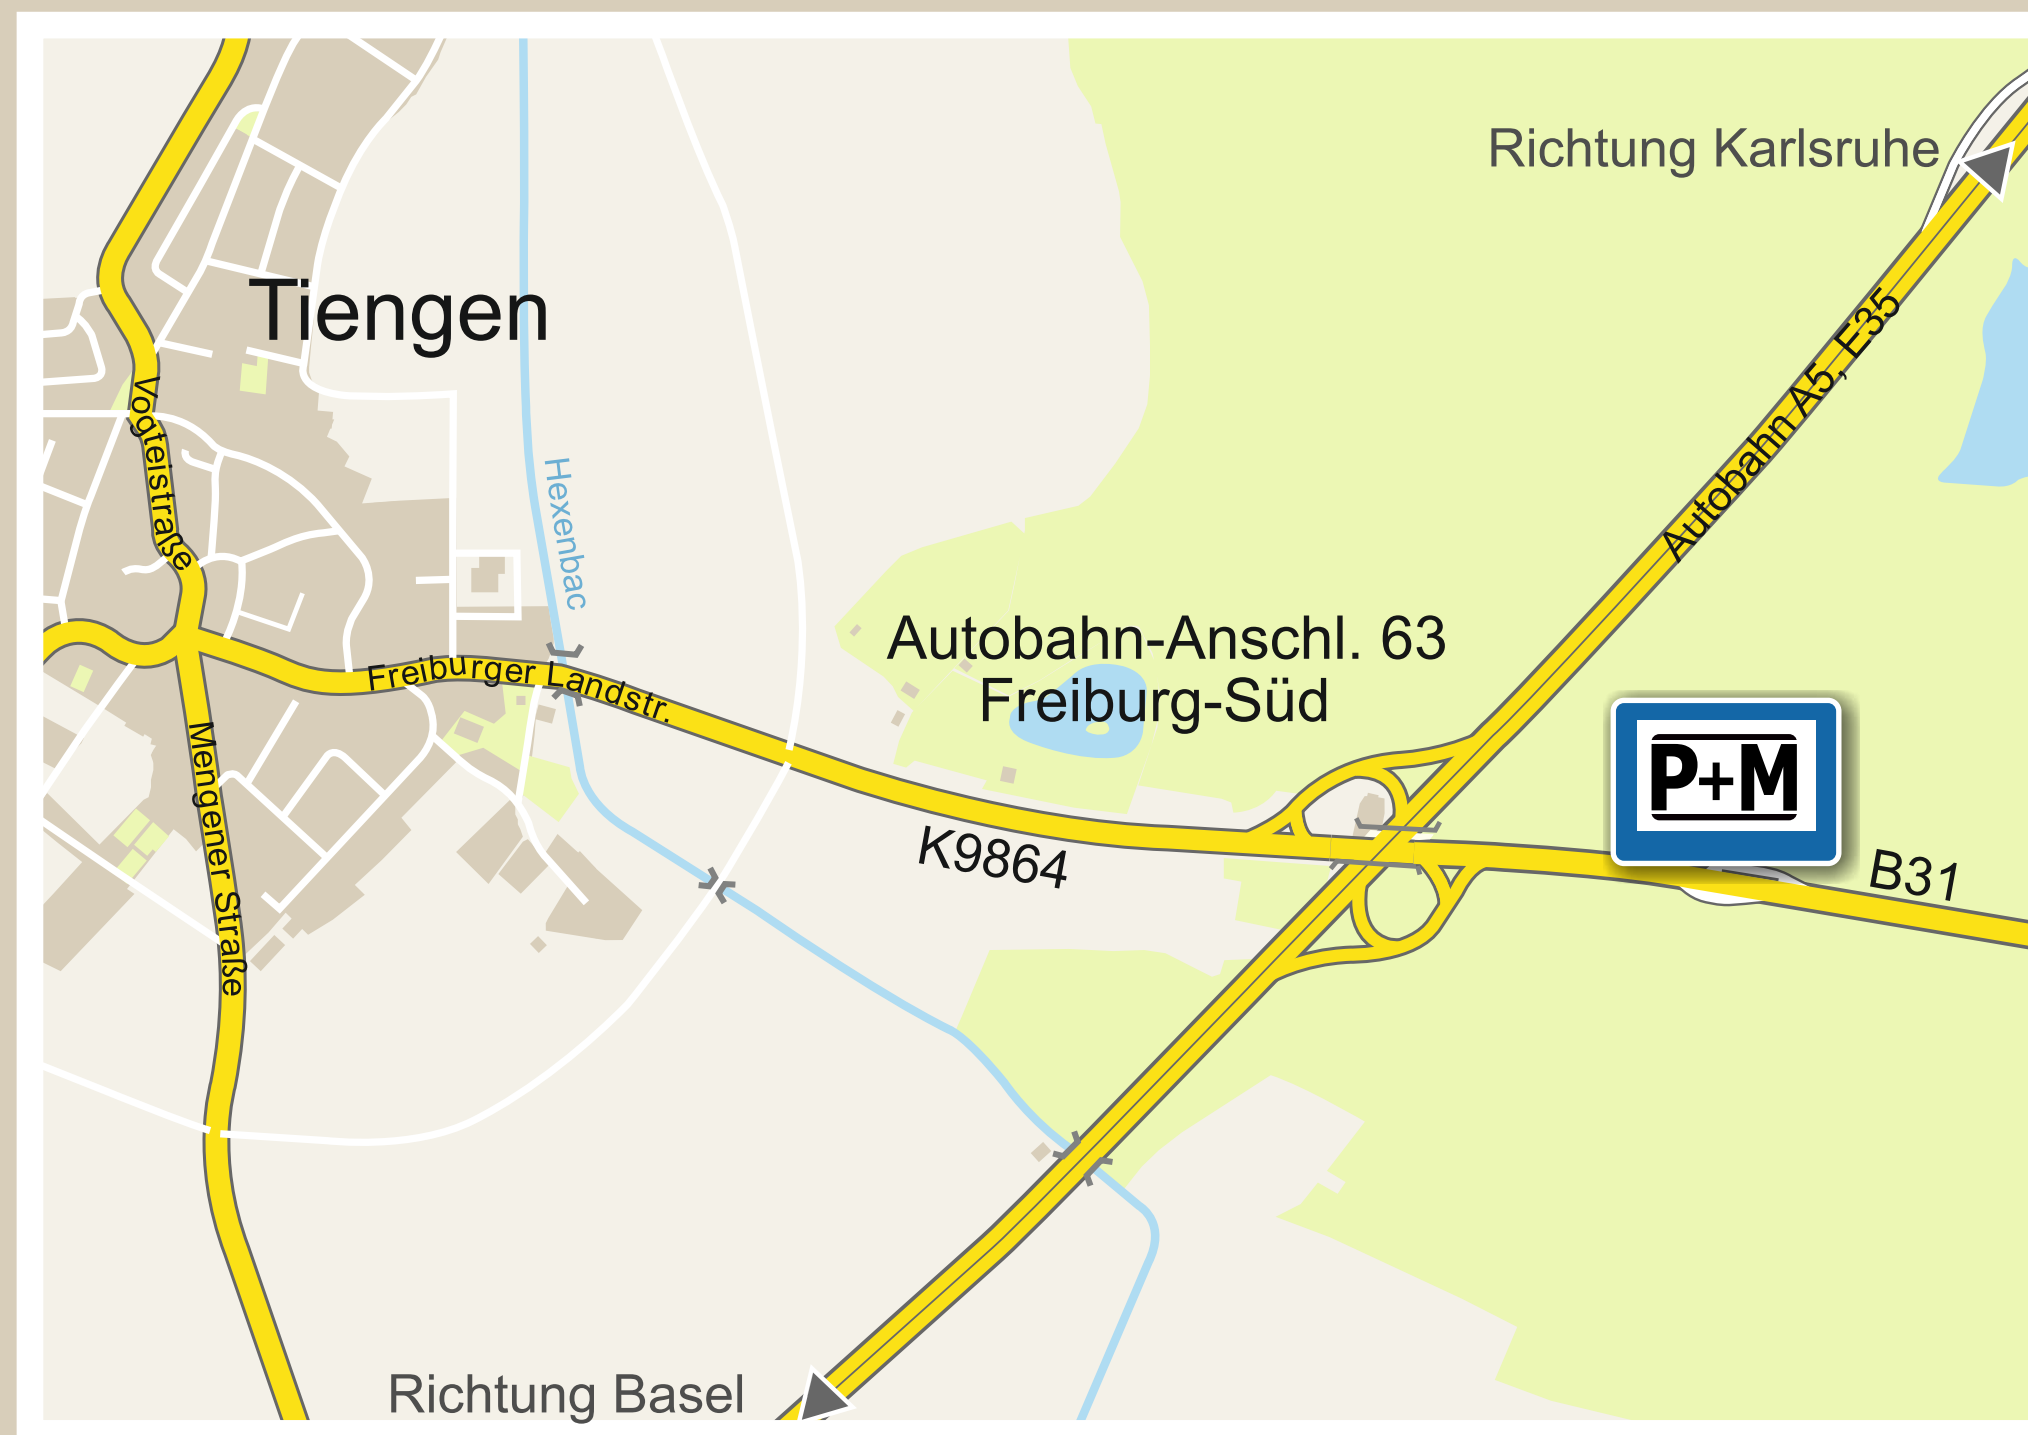 Richtung Karlsruhe
Tiengen
Autobahn A5, E35
Vogteistraße
Hexenbac
Autobahn-Anschl. 63
Freiburg-Süd
Freiburger Landstr.
Mengener Straße
P+M
K9864
B31
Richtung Basel